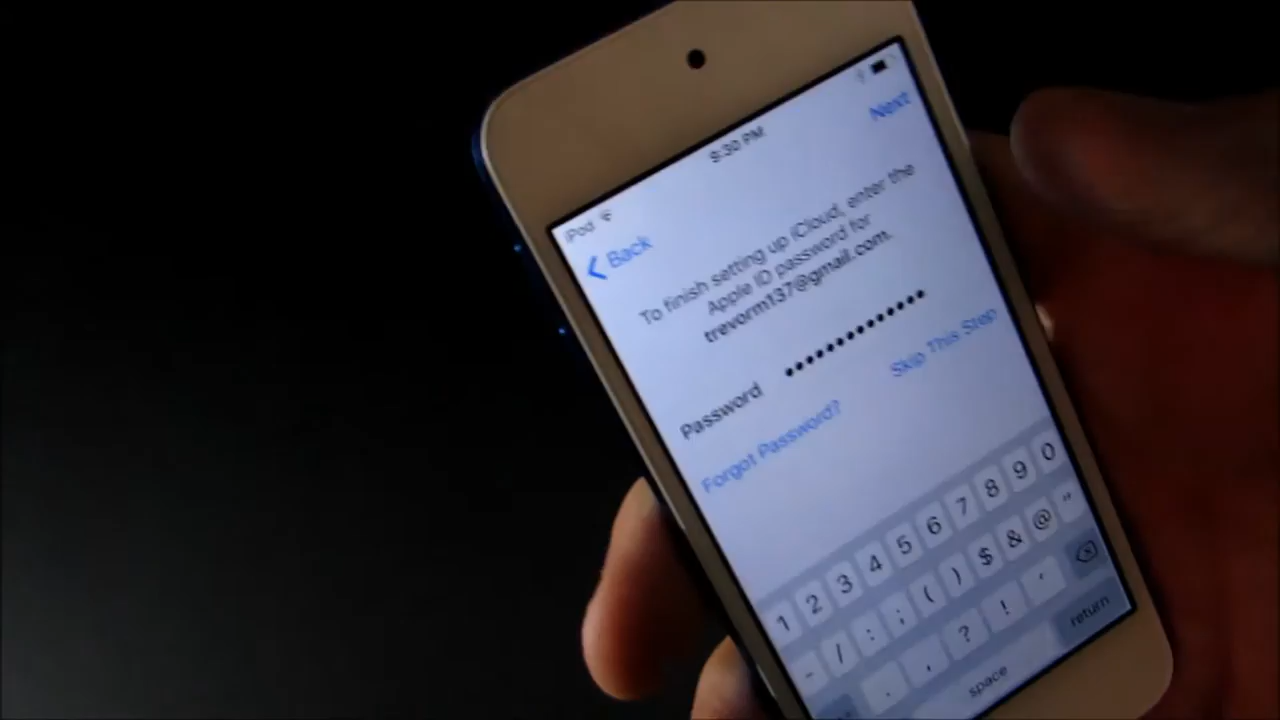 iPod
9:30 PM
Back
Next
To finish setting up iCloud, enter the
Apple ID password for
trevorm137@gmail.com.
Password ••••••••••••••
Skip This Step
Forgot Password?
1 2 3 4 5 6 7 8 9 0
- / : ; ( ) $ & @ "
. , ? ! '
space
return